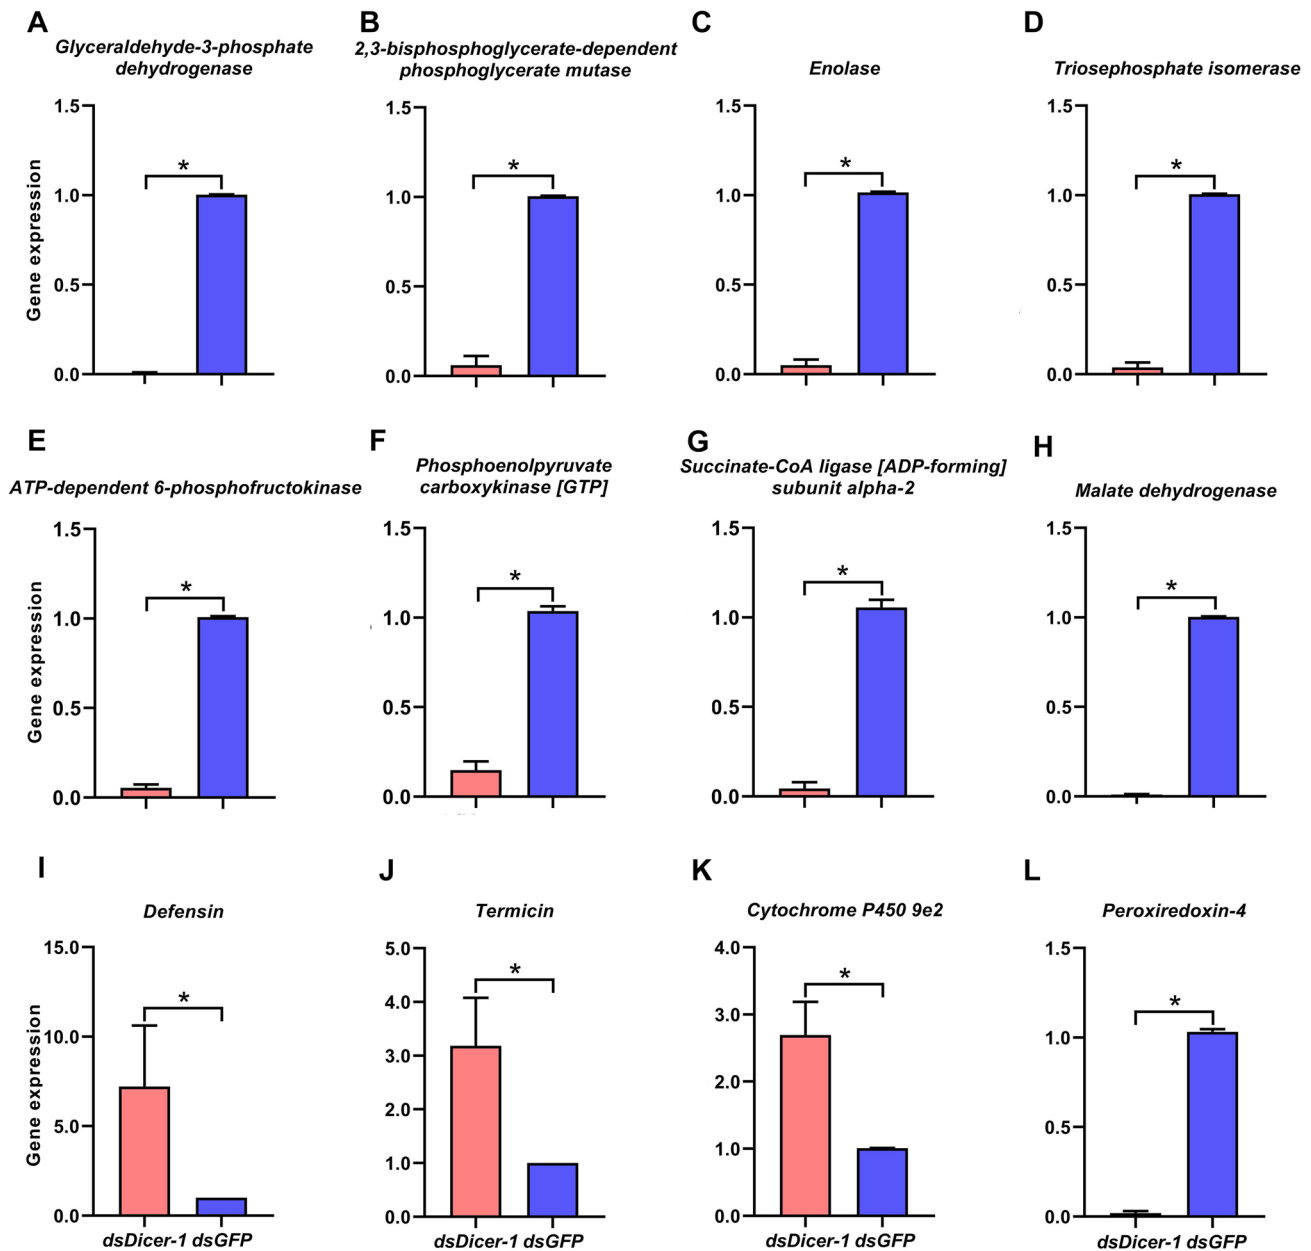 A
Glyceraldehyde-3-phosphate
dehydrogenase
1.5
1.0
0.5
0.0
Gene expression
*
B
2,3-bisphosphoglycerate-dependent
phosphoglycerate mutase
1.5
1.0
0.5
0.0
*
C
Enolase
1.5
1.0
0.5
0.0
*
D
Triosephosphate isomerase
1.5
1.0
0.5
0.0
*
E
ATP-dependent 6-phosphofructokinase
1.5
1.0
0.5
0.0
Gene expression
*
F
Phosphoenolpyruvate
carboxykinase [GTP]
1.5
1.0
0.5
0.0
*
G
Succinate-CoA ligase [ADP-forming]
subunit alpha-2
1.5
1.0
0.5
0.0
*
H
Malate dehydrogenase
1.5
1.0
0.5
0.0
*
I
Defensin
15.0
10.0
5.0
0.0
Gene expression
*
dsDicer-1 dsGFP
J
Termicin
5.0
4.0
3.0
2.0
1.0
0.0
*
dsDicer-1 dsGFP
K
Cytochrome P450 9e2
4.0
3.0
2.0
1.0
0.0
*
dsDicer-1 dsGFP
L
Peroxiredoxin-4
1.5
1.0
0.5
0.0
*
dsDicer-1 dsGFP